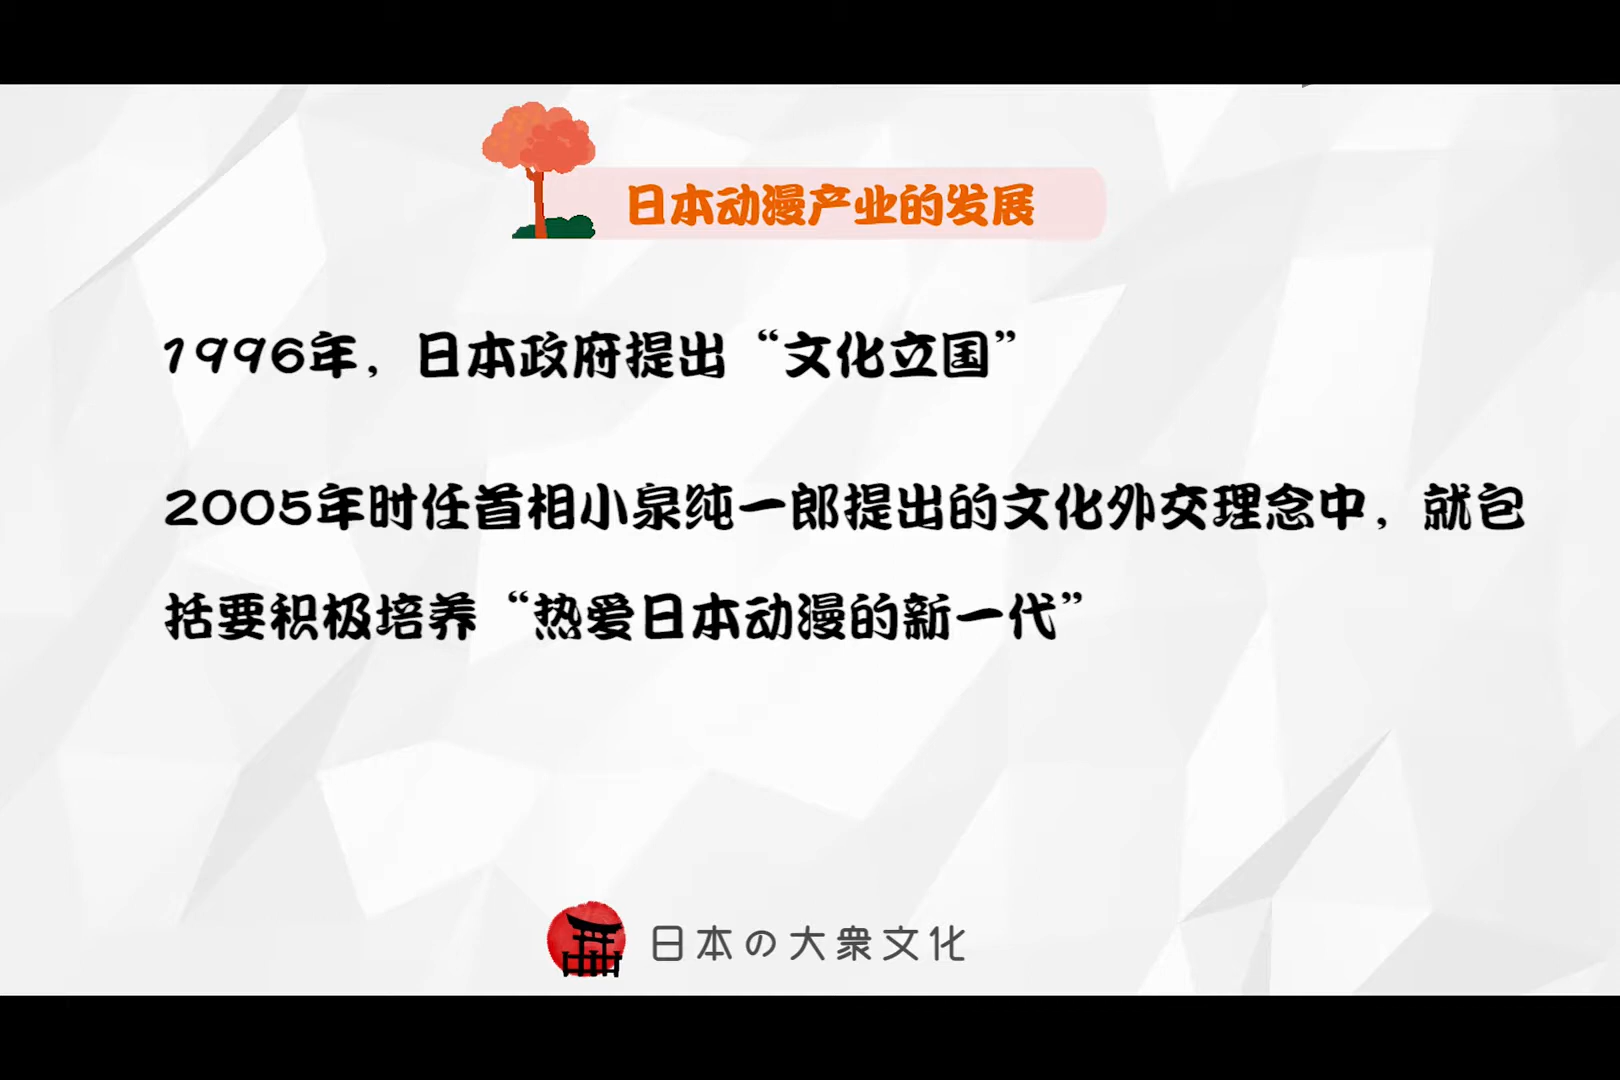 日本动漫产业的发展
1996年，日本政府提出“文化立国”
2005年时任首相小泉纯一郎提出的文化外交理念中，就包
括要积极培养“热爱日本动漫的新一代”
日本の大衆文化